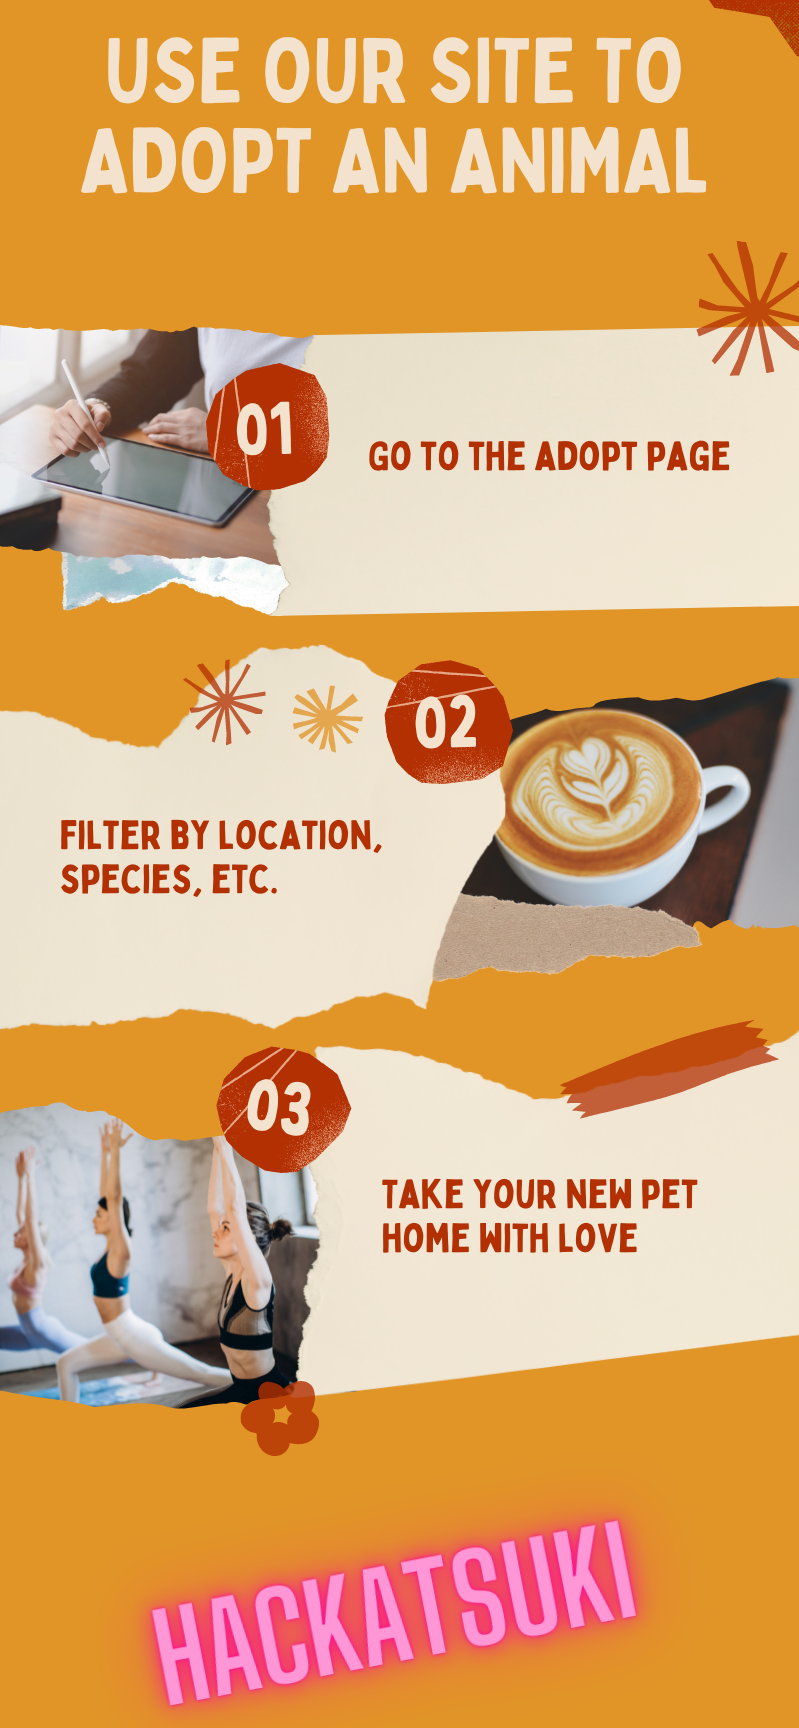 USE OUR SITE TO
ADOPT AN ANIMAL
01
GO TO THE ADOPT PAGE
02
FILTER BY LOCATION,
SPECIES, ETC.
03
TAKE YOUR NEW PET
HOME WITH LOVE
HACKATSUKI